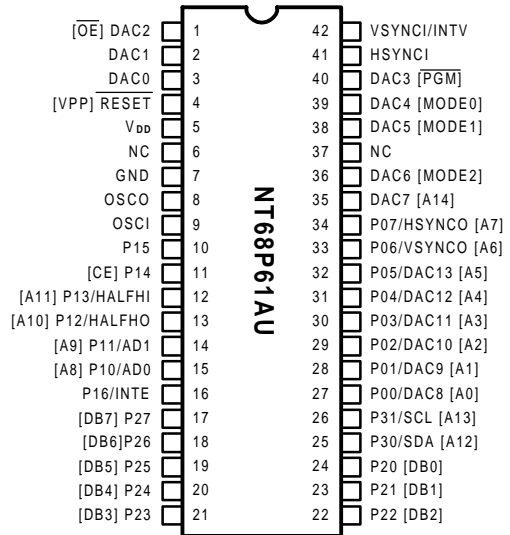 [OE] DAC2 1 42 VSYNCI/INTV
DAC1 2 41 HSYNCI
DAC0 3 40 DAC3 [PGM]
[VPP] RESET 4 39 DAC4 [MODE0]
VDD 5 38 DAC5 [MODE1]
NC 6 37 NC
GND 7 36 DAC6 [MODE2]
OSCO 8 35 DAC7 [A14]
OSCI 9 34 P07/HSYNCO [A7]
P15 10 33 P06/VSYNCO [A6]
[CE] P14 11 32 P05/DAC13 [A5]
[A11] P13/HALFHI 12 31 P04/DAC12 [A4]
[A10] P12/HALFHO 13 30 P03/DAC11 [A3]
[A9] P11/AD1 14 29 P02/DAC10 [A2]
[A8] P10/AD0 15 28 P01/DAC9 [A1]
P16/INTE 16 27 P00/DAC8 [A0]
[DB7] P27 17 26 P31/SCL [A13]
[DB6]P26 18 25 P30/SDA [A12]
[DB5] P25 19 24 P20 [DB0]
[DB4] P24 20 23 P21 [DB1]
[DB3] P23 21 22 P22 [DB2]
NT68P61AU